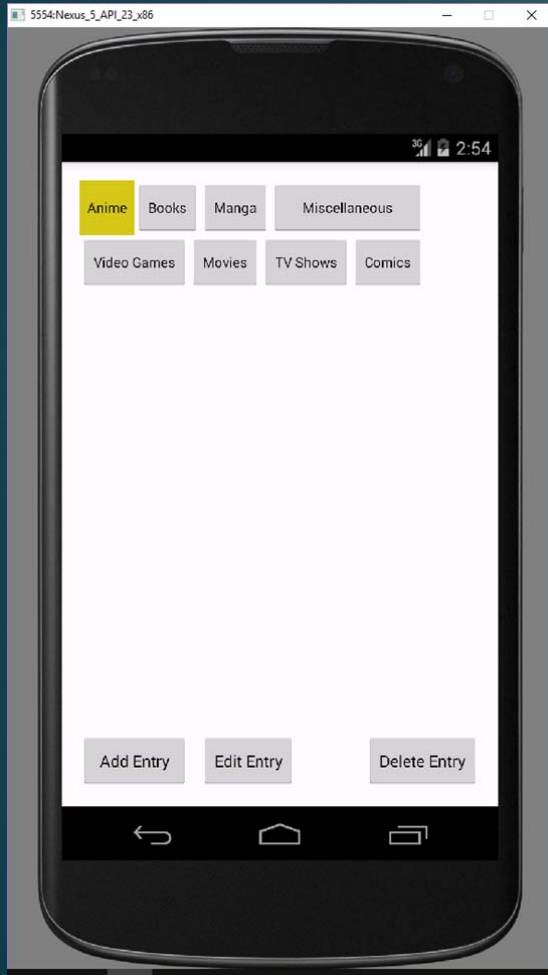 5554:Nexus_5_API_23_x86
3G 2:54
Anime Books Manga Miscellaneous
Video Games Movies TV Shows Comics
Add Entry Edit Entry Delete Entry